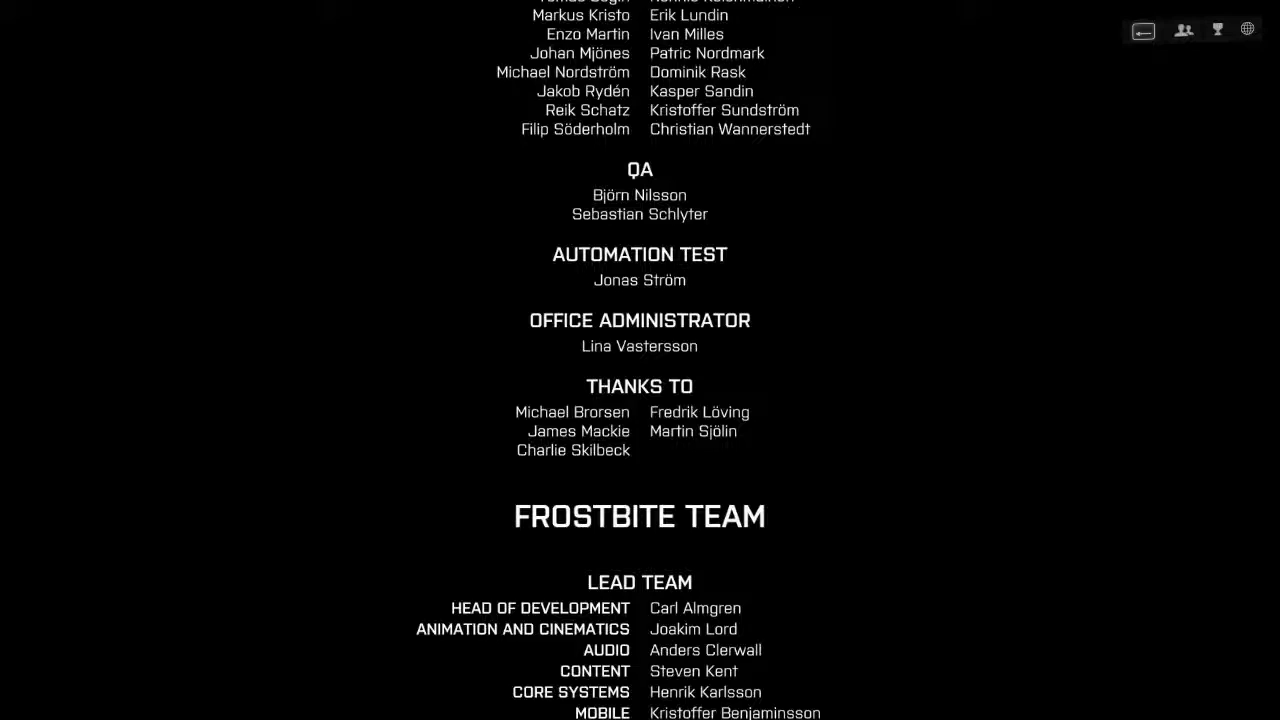 Markus Kristo Erik Lundin
Enzo Martin Ivan Milles
Johan Mjönes Patric Nordmark
Michael Nordström Dominik Rask
Jakob Rydén Kasper Sandin
Reik Schatz Kristoffer Sundström
Filip Söderholm Christian Wannerstedt
QA
Björn Nilsson
Sebastian Schlyter
AUTOMATION TEST
Jonas Ström
OFFICE ADMINISTRATOR
Lina Vastersson
THANKS TO
Michael Brorsen Fredrik Löving
James Mackie Martin Sjölin
Charlie Skilbeck
FROSTBITE TEAM
LEAD TEAM
HEAD OF DEVELOPMENT Carl Almgren
ANIMATION AND CINEMATICS Joakim Lord
AUDIO Anders Clerwall
CONTENT Steven Kent
CORE SYSTEMS Henrik Karlsson
MOBILE Kristoffer Benjaminsson